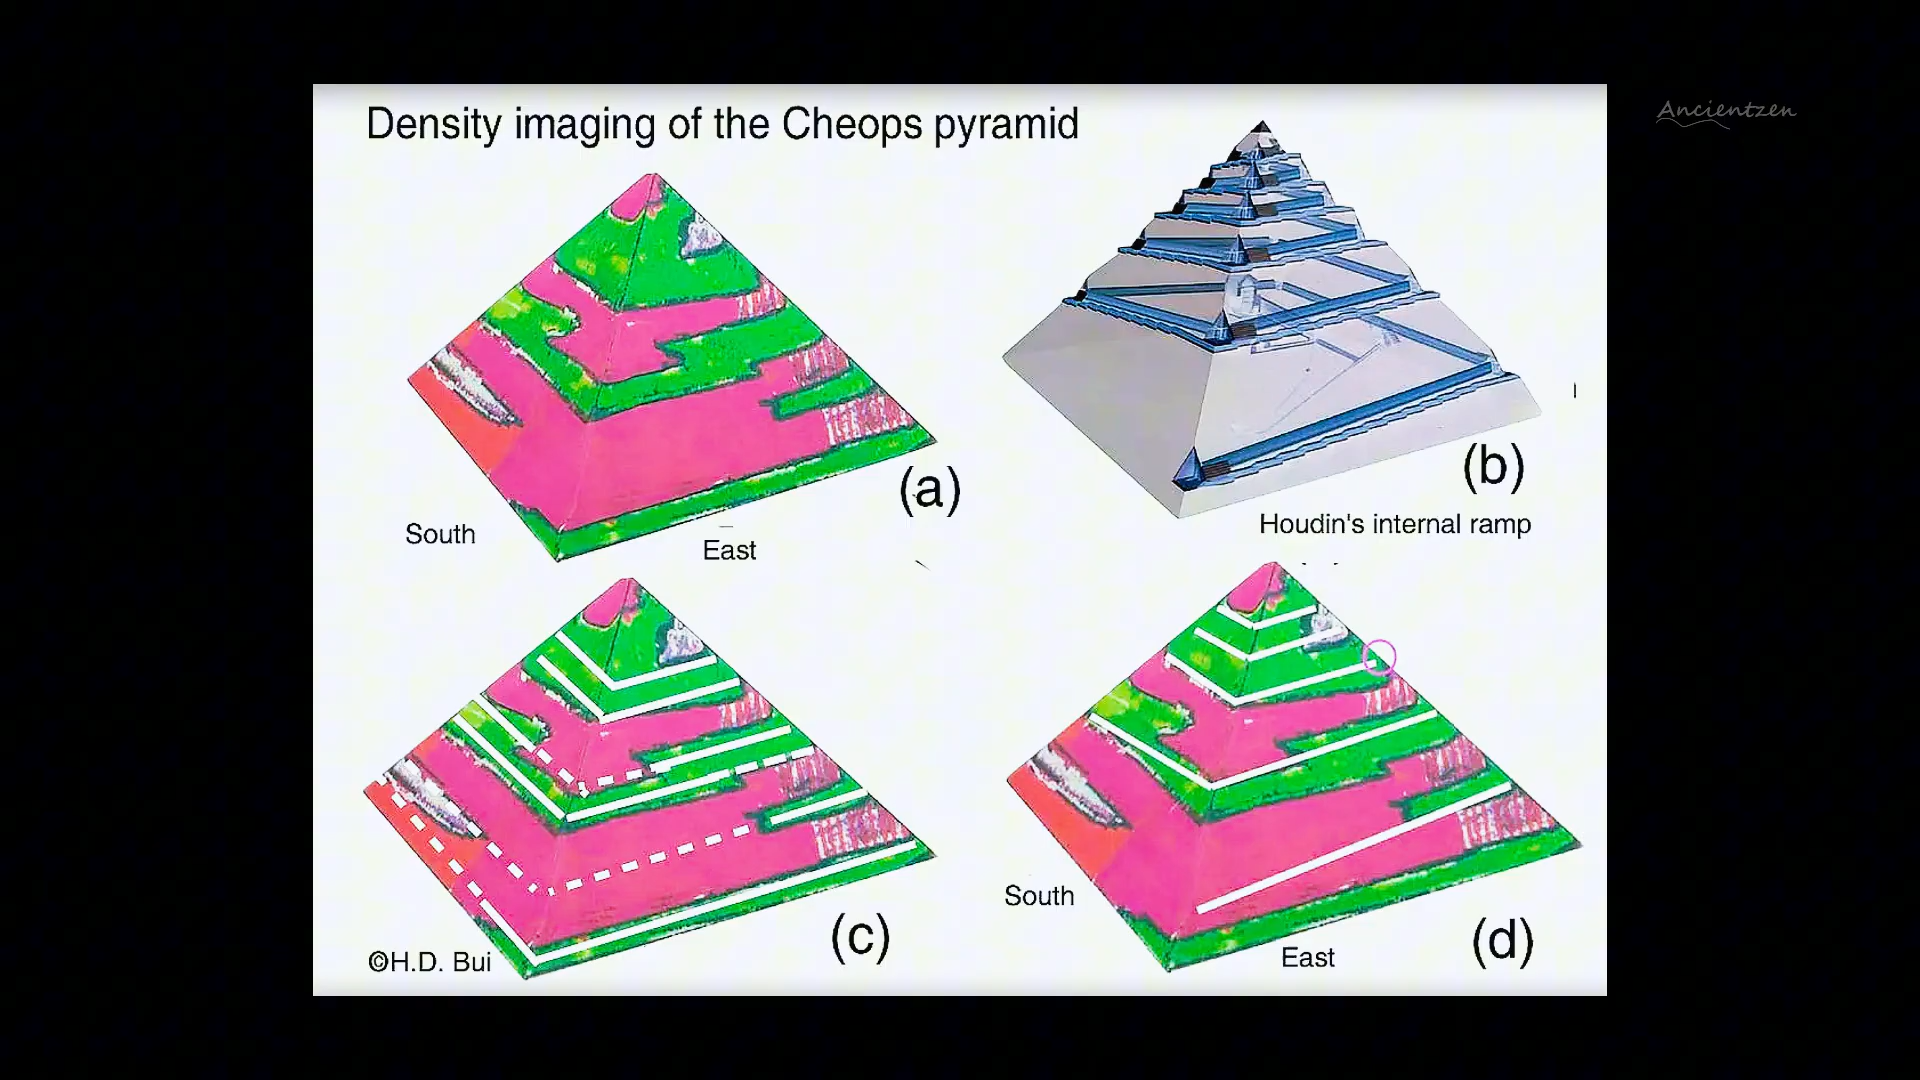 Density imaging of the Cheops pyramid
Ancientzen
(a)
(b)
South
East
Houdin's internal ramp
(c)
(d)
©H.D. Bui
South
East